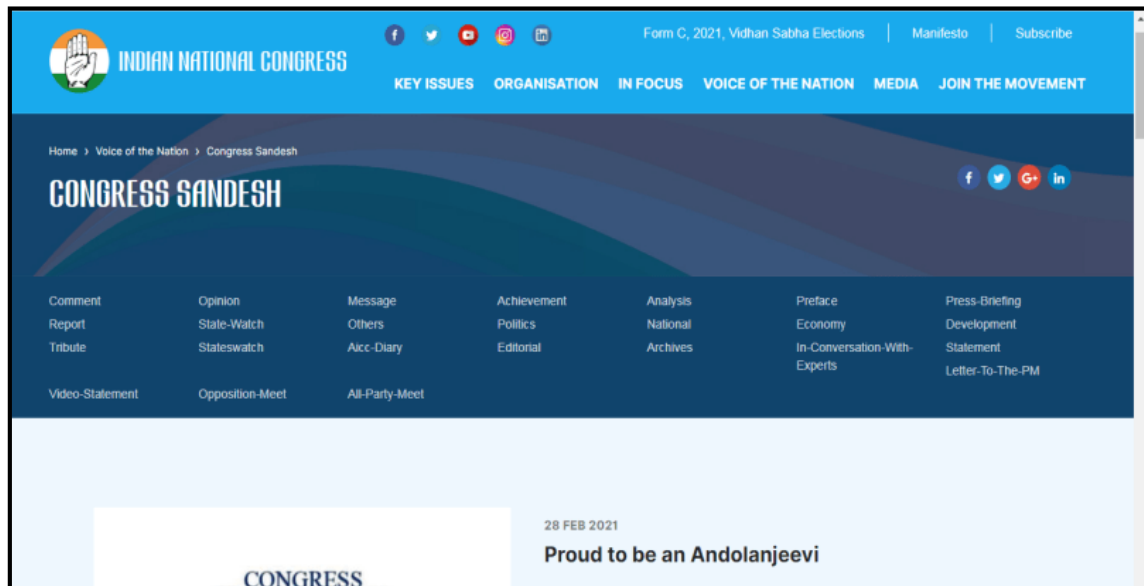 Form C, 2021, Vidhan Sabha Elections | Manifesto | Subscribe
INDIAN NATIONAL CONGRESS
KEY ISSUES ORGANISATION IN FOCUS VOICE OF THE NATION MEDIA JOIN THE MOVEMENT
Home › Voice of the Nation › Congress Sandesh
CONGRESS SANDESH
Comment Opinion Message Achievement Analysis Preface Press-Briefing
Report State-Watch Others Politics National Economy Development
Tribute Stateswatch Aicc-Diary Editorial Archives In-Conversation-With- Statement
Experts Letter-To-The-PM
Video-Statement Opposition-Meet All-Party-Meet
28 FEB 2021
Proud to be an Andolanjeevi
CONGRESS